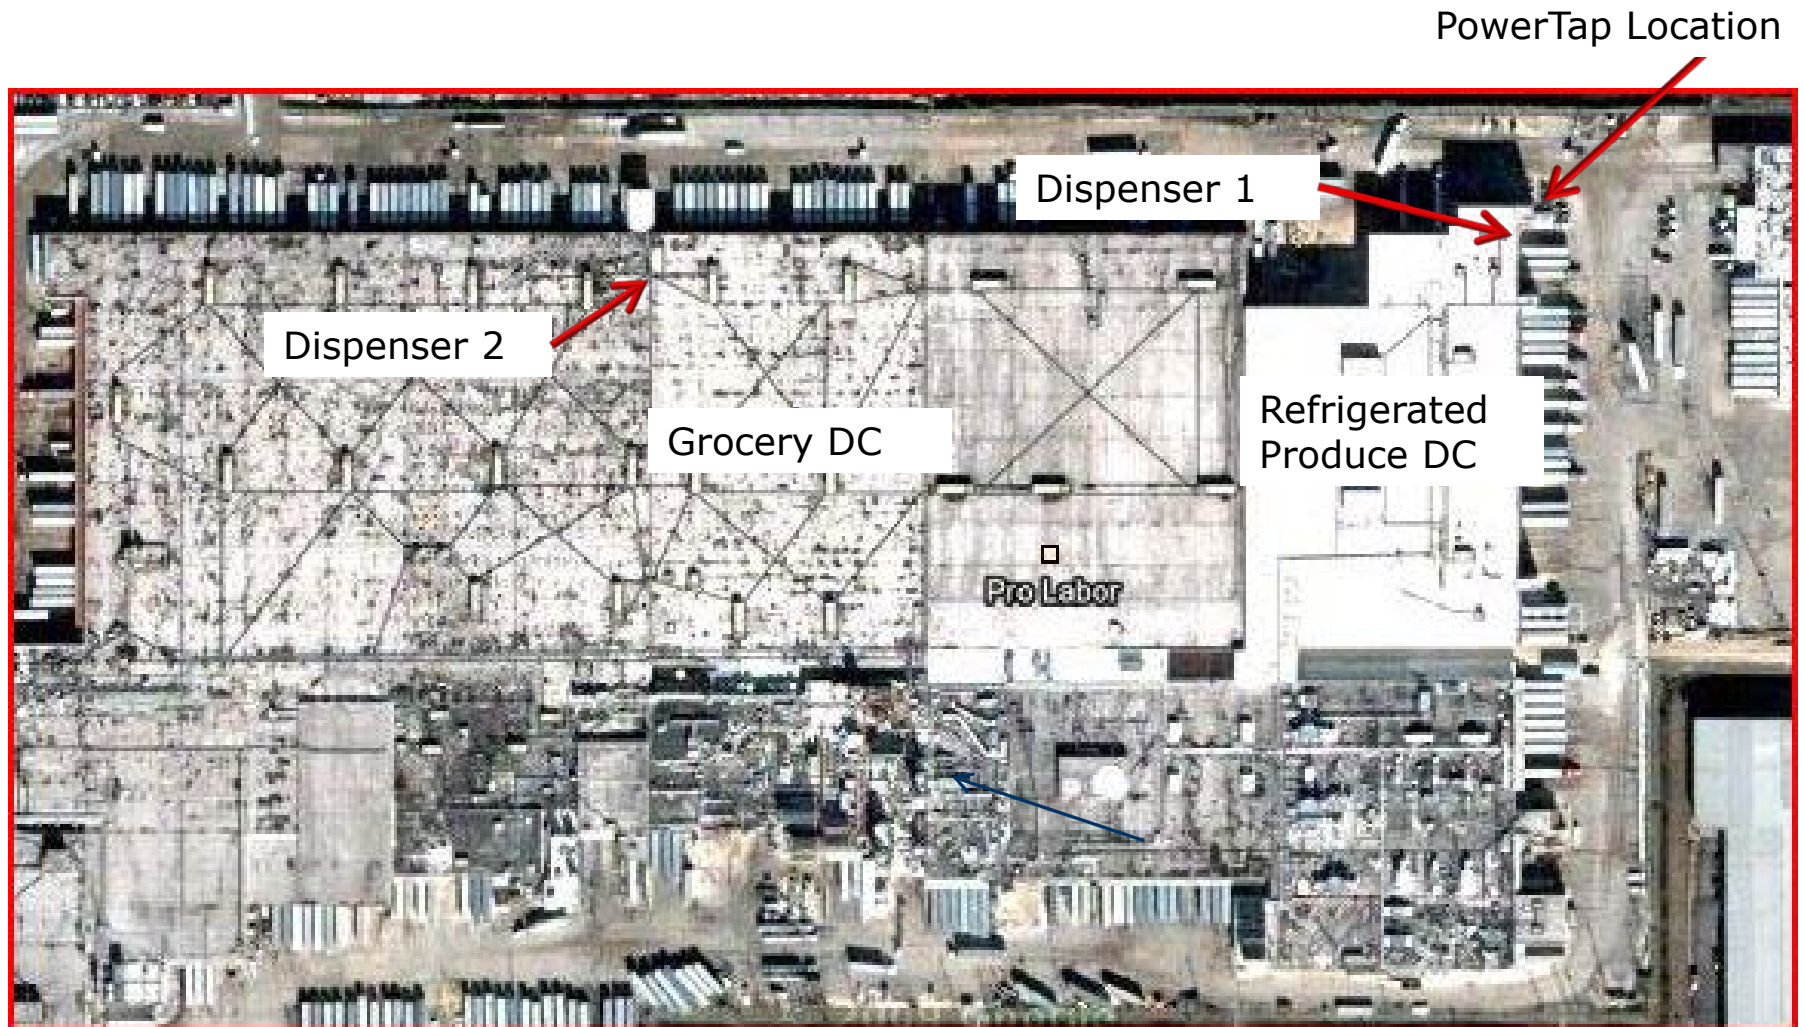 PowerTap Location
Dispenser 1
Dispenser 2
Grocery DC
Refrigerated
Produce DC
Pro Labor